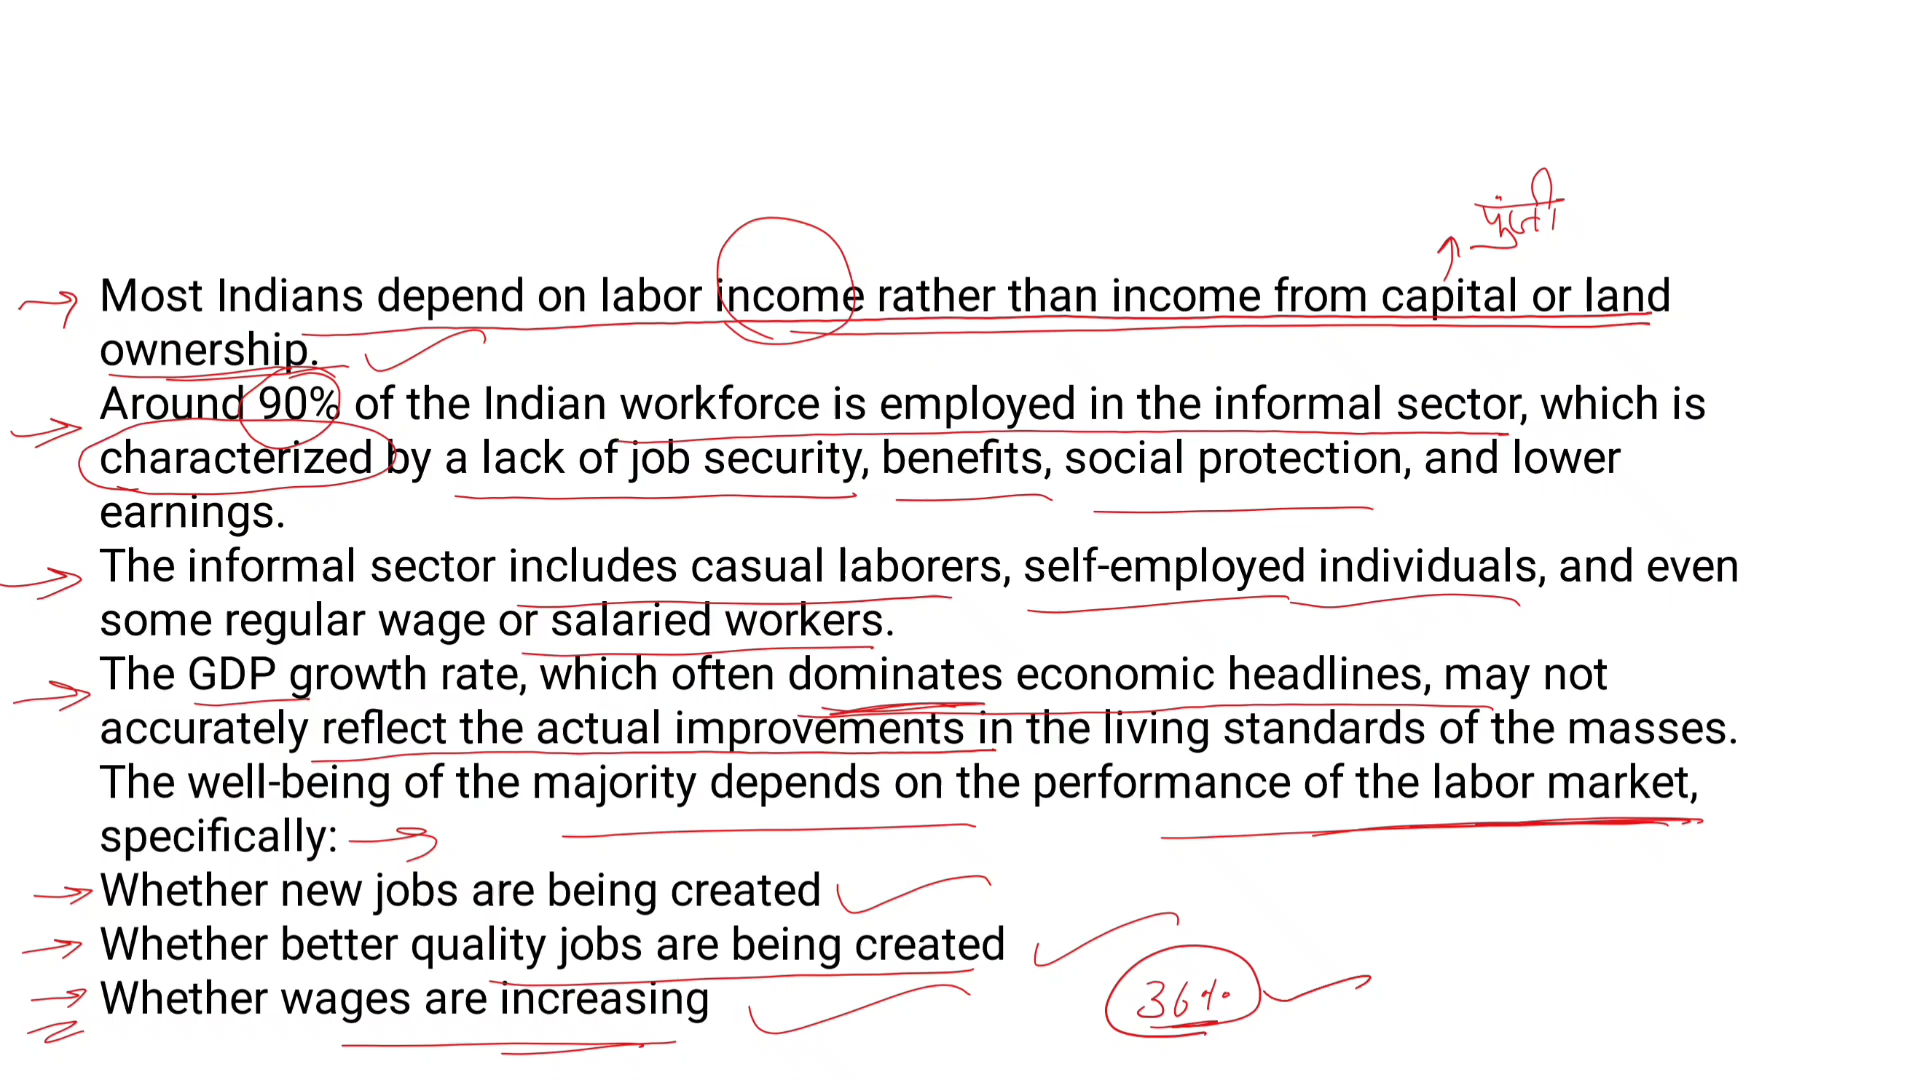 पूंजी
Most Indians depend on labor income rather than income from capital or land
ownership.
Around 90% of the Indian workforce is employed in the informal sector, which is
characterized by a lack of job security, benefits, social protection, and lower
earnings.
The informal sector includes casual laborers, self-employed individuals, and even
some regular wage or salaried workers.
The GDP growth rate, which often dominates economic headlines, may not
accurately reflect the actual improvements in the living standards of the masses.
The well-being of the majority depends on the performance of the labor market,
specifically:
Whether new jobs are being created
Whether better quality jobs are being created
Whether wages are increasing
36%